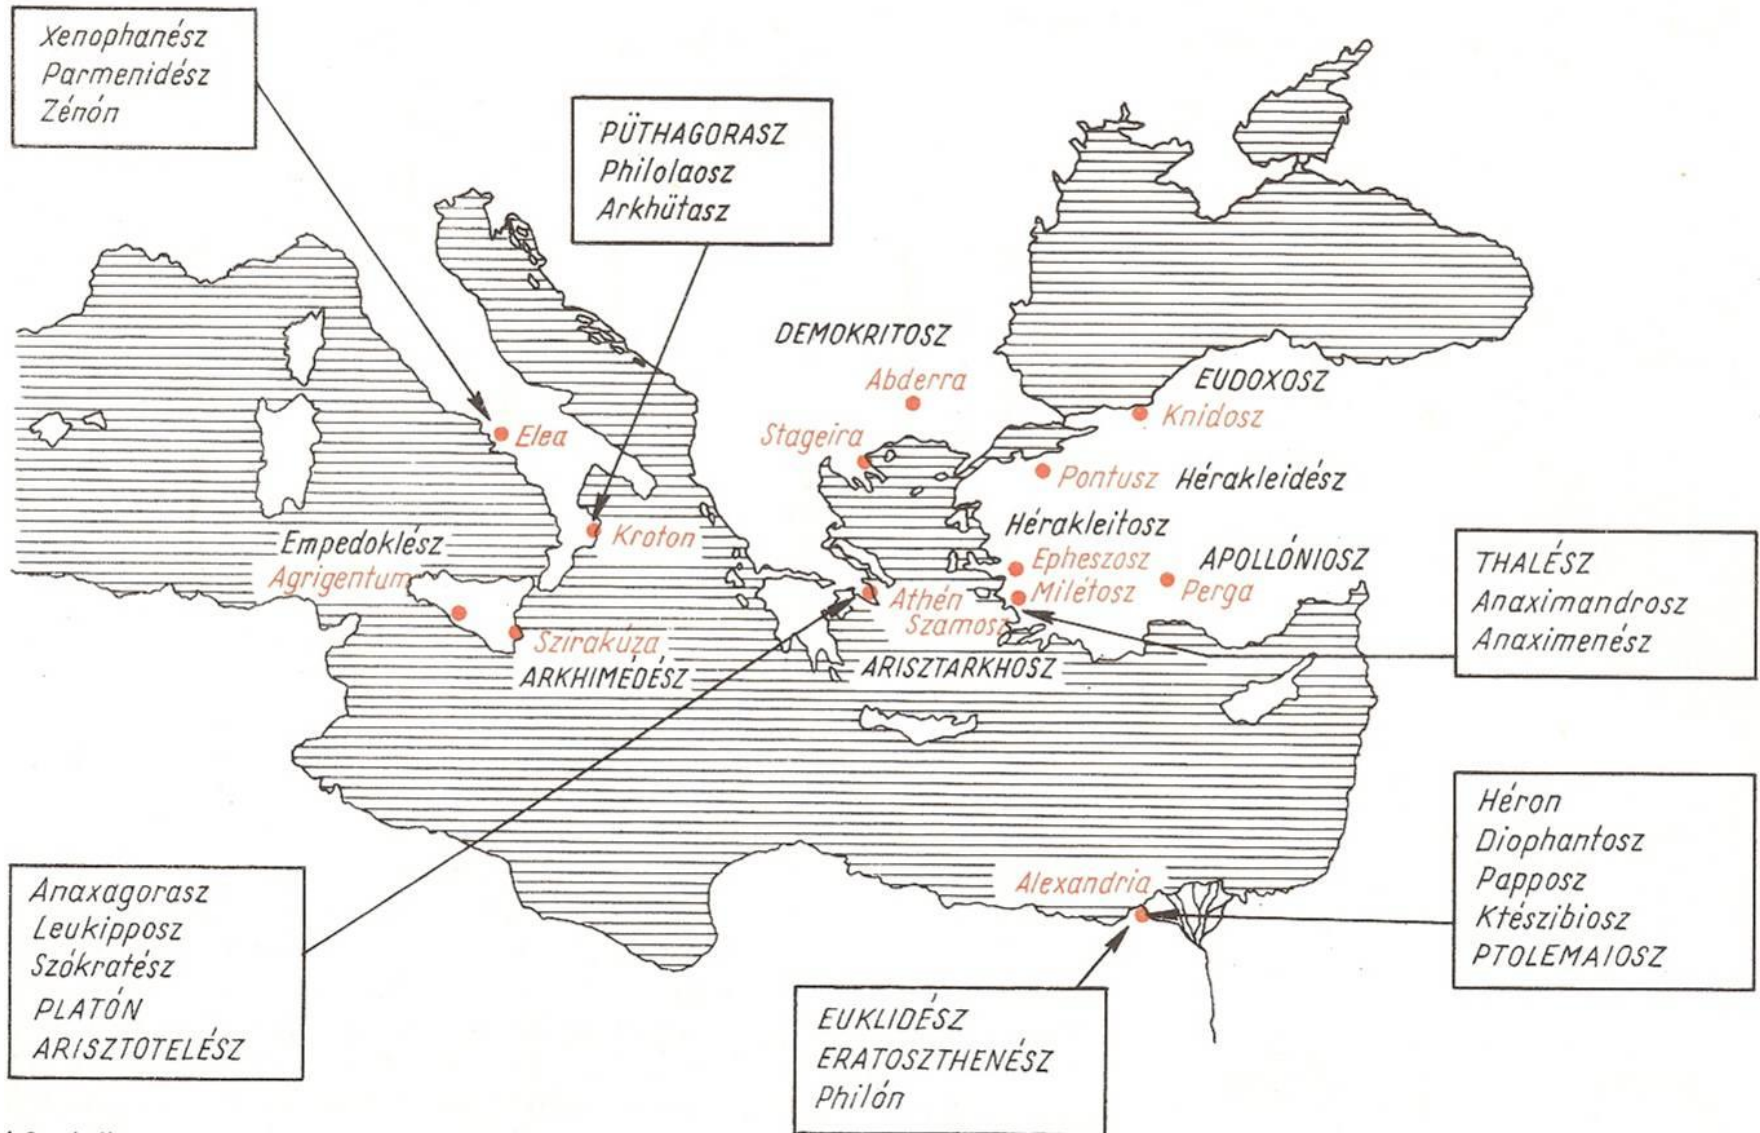 Xenophanész
Parmenidész
Zénón
PÜTHAGORASZ
Philolaosz
Arkhütasz
DEMOKRITOSZ
Abderra
EUDOXOSZ
Knidosz
Stageira
Elea
Pontusz Hérakleidész
Kroton
Hérakleitosz
Empedoklész
Agrigentum
Epheszosz
Milétosz
APOLLÓNIOSZ
Perga
Athén
Szamosz
Szirakúza
ARKHIMÉDÉSZ
ARISZTARKHOSZ
THALÉSZ
Anaximandrosz
Anaximenész
Héron
Diophantosz
Papposz
Ktészibiosz
PTOLEMAIOSZ
Alexandria
Anaxagorasz
Leukipposz
Szókratész
PLATÓN
ARISZTOTELÉSZ
EUKLIDÉSZ
ERATOSZTHENÉSZ
Philón